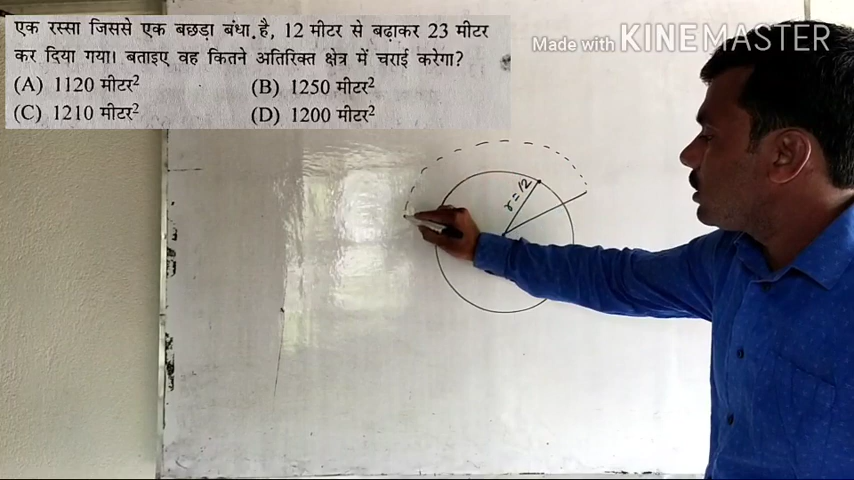 एक रस्सा जिससे एक बछड़ा बंधा है, 12 मीटर से बढ़ाकर 23 मीटर
कर दिया गया। बताइए वह कितने अतिरिक्त क्षेत्र में चराई करेगा?
(A) 1120 मीटर² (B) 1250 मीटर²
(C) 1210 मीटर² (D) 1200 मीटर²
Made with KINEMASTER
r = 12